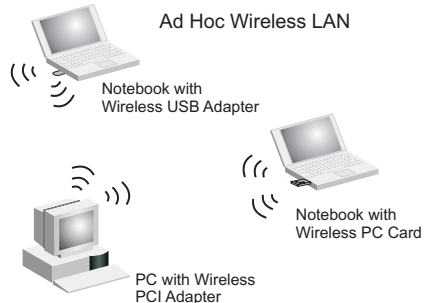 Ad Hoc Wireless LAN
Notebook with
Wireless USB Adapter
Notebook with
Wireless PC Card
PC with Wireless
PCI Adapter